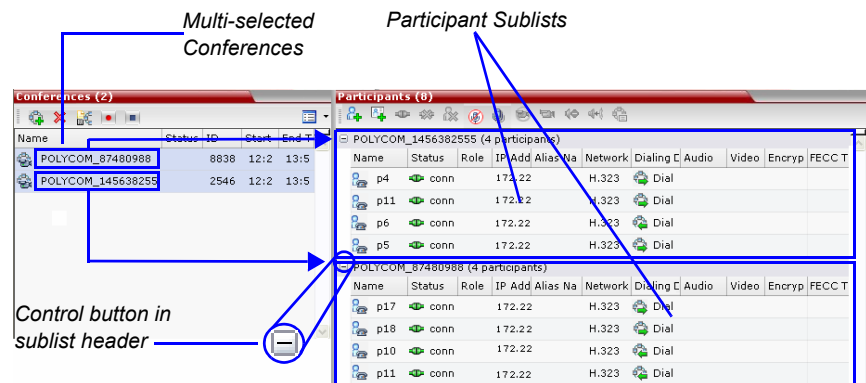 Multi-selected
Conferences
Participant Sublists
Conferences (2)
Name Status ID Start End T
POLYCOM_87480988 8838 12:2 13:5
POLYCOM_145638255 2546 12:2 13:5
Participants (8)
POLYCOM_1456382555 (4 participants)
Name Status Role IP Add Alias Na Network Dialing D Audio Video Encryp FECC T
p4 conn 172.22 H.323 Dial
p11 conn 172.22 H.323 Dial
p6 conn 172.22 H.323 Dial
p5 conn 172.22 H.323 Dial
POLYCOM_87480988 (4 participants)
Name Status Role IP Add Alias Na Network Dialing D Audio Video Encryp FECC T
p17 conn 172.22 H.323 Dial
p18 conn 172.22 H.323 Dial
p10 conn 172.22 H.323 Dial
p11 conn 172.22 H.323 Dial
Control button in
sublist header